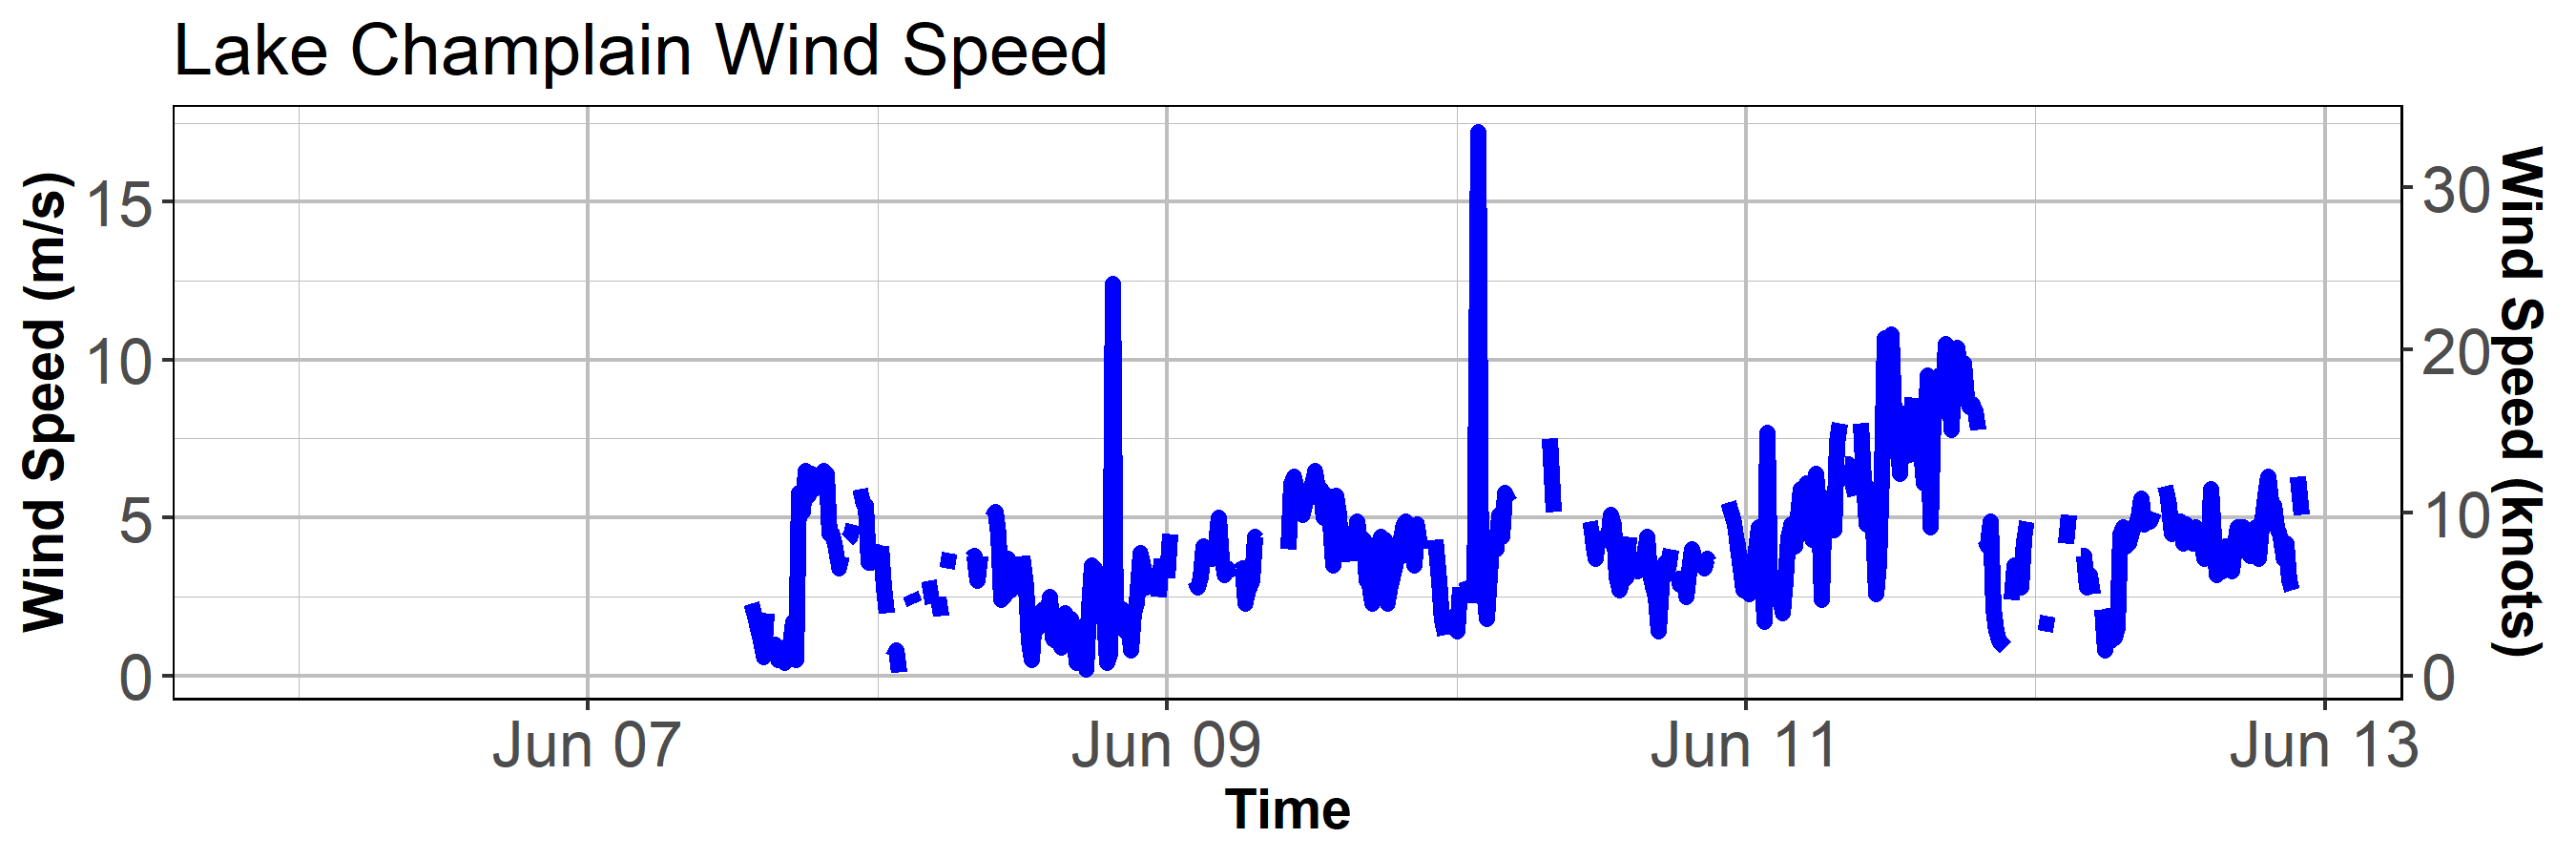 Lake Champlain Wind Speed
Wind Speed (m/s)
15
10
5
0
30
20
10
0
Wind Speed (knots)
Jun 07
Jun 09
Jun 11
Jun 13
Time